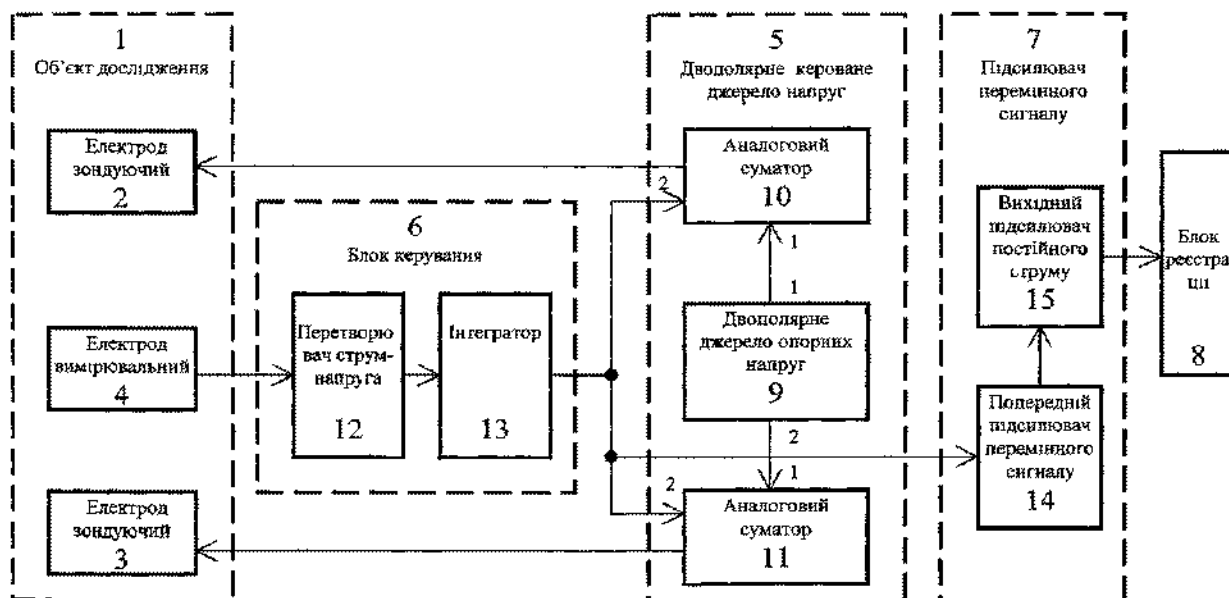 1
Об’єкт дослідження
Електрод
зондуючий
2
Електрод
вимірювальний
4
Електрод
зондуючий
3
6
Блок керування
Перетворю
вач струм-
напруга
12
Інтегратор
13
5
Двополярне кероване
джерело напруг
Аналоговий
суматор
10
2
1
1
Двополярне
джерело опорних
напруг
9
2
1
2
Аналоговий
суматор
11
7
Підсилювач
перемінного
сигналу
Вихідний
підсилювач
постійного
струму
15
Попередній
підсилювач
перемінного
сигналу
14
Блок
реєстра
ції
8